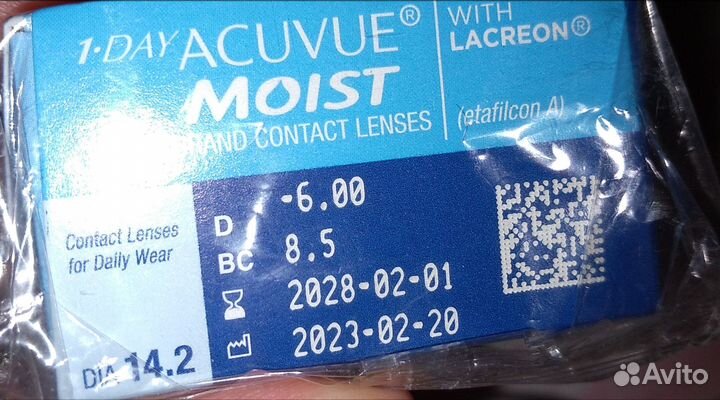 1·DAY ACUVUE® MOIST
WITH LACREON®
AND CONTACT LENSES
(etafilcon A)
Contact Lenses
for Daily Wear
DIA 14.2
D -6.00
BC 8.5
2028-02-01
2023-02-20
Avito